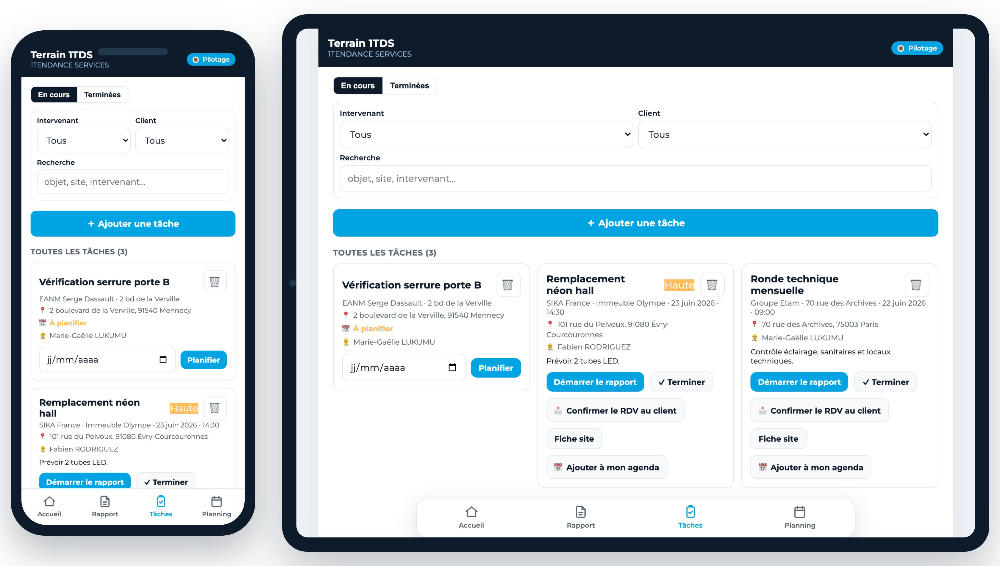 Terrain 1TDS
1TENDANCE SERVICES
Pilotage
En cours
Terminées
Intervenant
Client
Tous
Tous
Recherche
objet, site, intervenant...
+ Ajouter une tâche
TOUTES LES TÂCHES (3)
Vérification serrure porte B
EANM Serge Dassault · 2 bd de la Verville
2 boulevard de la Verville, 91540 Mennecy
17 À planifier
Marie-Gaëlle LUKUMU
jj/mm/aaaa
Planifier
Remplacement néon
hall
Haute
SIKA France · Immeuble Olympe · 23 juin 2026 · 14:30
101 rue du Pelvoux, 91080 Évry-Courcouronnes
Fabien RODRIGUEZ
Prévoir 2 tubes LED.
Démarrer le rapport
✓ Terminer
Accueil
Rapport
Tâches
Planning
Terrain 1TDS
1TENDANCE SERVICES
Pilotage
En cours
Terminées
Intervenant
Client
Tous
Tous
Recherche
objet, site, intervenant...
+ Ajouter une tâche
TOUTES LES TÂCHES (3)
Vérification serrure porte B
EANM Serge Dassault · 2 bd de la Verville
2 boulevard de la Verville, 91540 Mennecy
17 À planifier
Marie-Gaëlle LUKUMU
jj/mm/aaaa
Planifier
Remplacement
néon hall
Haute
SIKA France · Immeuble Olympe · 23 juin 2026 ·
14:30
101 rue du Pelvoux, 91080 Évry-
Courcouronnes
Fabien RODRIGUEZ
Prévoir 2 tubes LED.
Démarrer le rapport
✓ Terminer
Confirmer le RDV au client
Fiche site
17 Ajouter à mon agenda
Ronde technique
mensuelle
Groupe Etam · 70 rue des Archives · 22 juin 2026
· 09:00
70 rue des Archives, 75003 Paris
Marie-Gaëlle LUKUMU
Contrôle éclairage, sanitaires et locaux
techniques.
Démarrer le rapport
✓ Terminer
Confirmer le RDV au client
Fiche site
17 Ajouter à mon agenda
Accueil
Rapport
Tâches
Planning